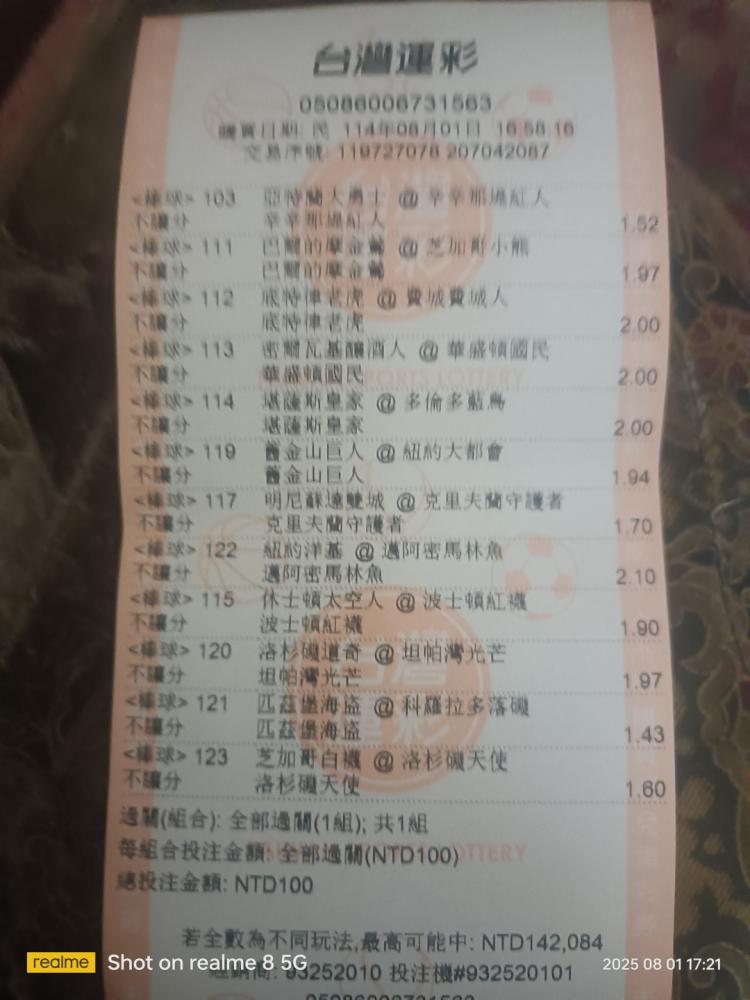 台灣運彩
05086006731563
購買日期: 民 114年08月01日 16:58:16
交易序號: 119727078 207042087
<棒球> 103 亞特蘭大勇士 @ 辛辛那堤紅人
不讓分 辛辛那堤紅人 1.52
<棒球> 111 巴爾的摩金鶯 @ 芝加哥小熊
不讓分 巴爾的摩金鶯 1.97
<棒球> 112 底特律老虎 @ 費城費城人
不讓分 底特律老虎 2.00
<棒球> 113 密爾瓦基釀酒人 @ 華盛頓國民
不讓分 華盛頓國民 2.00
<棒球> 114 堪薩斯皇家 @ 多倫多藍鳥
不讓分 堪薩斯皇家 2.00
<棒球> 119 舊金山巨人 @ 紐約大都會
不讓分 舊金山巨人 1.94
<棒球> 117 明尼蘇達雙城 @ 克里夫蘭守護者
不讓分 克里夫蘭守護者 1.70
<棒球> 122 紐約洋基 @ 邁阿密馬林魚
不讓分 邁阿密馬林魚 2.10
<棒球> 115 休士頓太空人 @ 波士頓紅襪
不讓分 波士頓紅襪 1.90
<棒球> 120 洛杉磯道奇 @ 坦帕灣光芒
不讓分 坦帕灣光芒 1.97
<棒球> 121 匹茲堡海盜 @ 科羅拉多落磯
不讓分 匹茲堡海盜 1.43
<棒球> 123 芝加哥白襪 @ 洛杉磯天使
不讓分 洛杉磯天使 1.60
過關(組合): 全部過關(1組); 共1組
每組合投注金額: 全部過關(NTD100)
總投注金額: NTD100
若全數為不同玩法,最高可能中: NTD142,084
經銷商: 93252010 投注機#932520101
realme Shot on realme 8 5G 2025 08 01 17:21